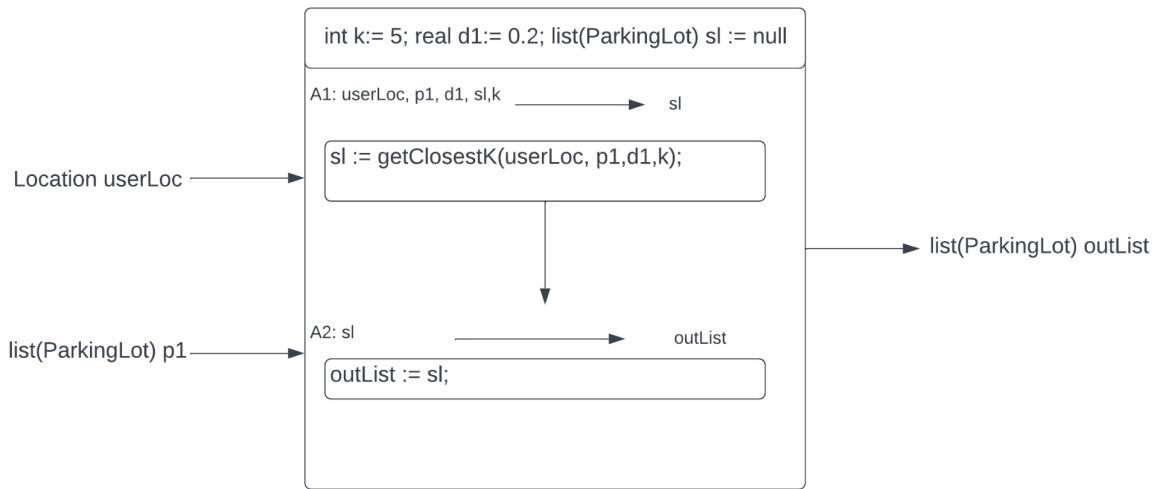 int k:= 5; real d1:= 0.2; list(ParkingLot) sl := null
A1: userLoc, p1, d1, sl,k
sl
sl := getClosestK(userLoc, p1,d1,k);
Location userLoc
list(ParkingLot) outList
A2: sl
outList
list(ParkingLot) p1
outList := sl;